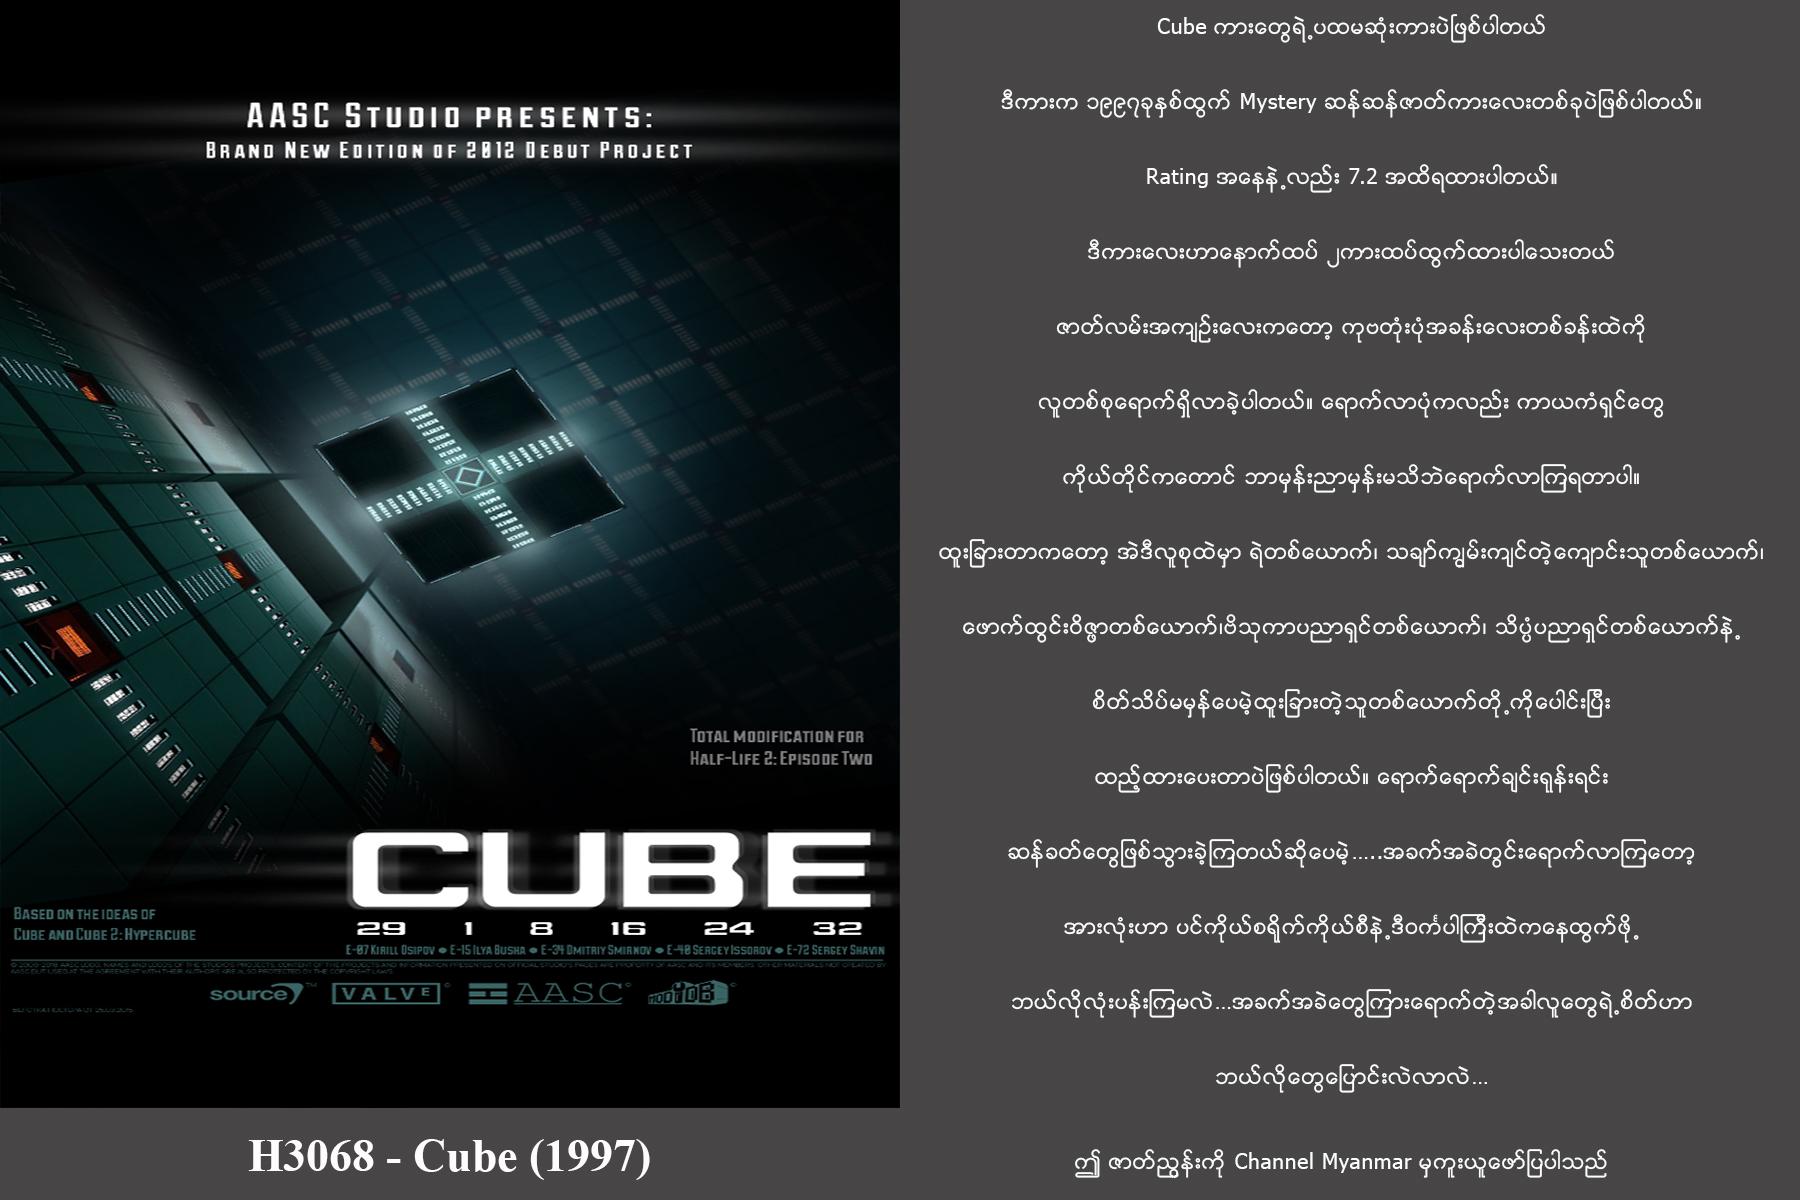 AASC STUDIO PRESENTS:
BRAND NEW EDITION OF 2012 DEBUT PROJECT
TOTAL MODIFICATION FOR
HALF-LIFE 2: EPISODE TWO
CUBE
29 1 8 16 24 32
BASED ON THE IDEAS OF
CUBE AND CUBE 2: HYPERCUBE
E-07 KIRILL OSIPOV • E-15 ILYA BUSHA • E-34 DMITRIY SMIRNOV • E-40 SERGEY ISSOROV • E-72 SERGEY SHAVIN
SOURCE VALVE AASC MODDB
H3068 - Cube (1997)
Cube ကားတွေရဲ့ပထမဆုံးကားပဲဖြစ်ပါတယ်
ဒီကားက ၁၉၉၇ခုနှစ်ထွက် Mystery ဆန်ဆန်ဇာတ်ကားလေးတစ်ခုပဲဖြစ်ပါတယ်။
Rating အနေနဲ့လည်း 7.2 အထိရထားပါတယ်။
ဒီကားလေးဟာနောက်ထပ် ၂ကားထပ်ထွက်ထားပါသေးတယ်
ဇာတ်လမ်းအကျဉ်းလေးကတော့ ကုဗတုံးပုံအခန်းလေးတစ်ခန်းထဲကို
လူတစ်စုရောက်ရှိလာခဲ့ပါတယ်။ ရောက်လာပုံကလည်း ကာယကံရှင်တွေ
ကိုယ်တိုင်ကတောင် ဘာမှန်းညာမှန်းမသိဘဲရောက်လာကြရတာပါ။
ထူးခြားတာကတော့ အဲဒီလူစုထဲမှာ ရဲတစ်ယောက်၊ သချာ်ကျွမ်းကျင်တဲ့ကျောင်းသူတစ်ယောက်၊
ဖောက်ထွင်းဝိဇ္ဇာတစ်ယောက်၊ဗိသုကာပညာရှင်တစ်ယောက်၊ သိပ္ပံပညာရှင်တစ်ယောက်နဲ့
စိတ်သိပ်မမှန်ပေမဲ့ထူးခြားတဲ့သူတစ်ယောက်တို့ကိုပေါင်းပြီး
ထည့်ထားပေးတာပဲဖြစ်ပါတယ်။ ရောက်ရောက်ချင်းရုန်းရင်း
ဆန်ခတ်တွေဖြစ်သွားခဲ့ကြတယ်ဆိုပေမဲ့.....အခက်အခဲတွင်းရောက်လာကြတော့
အားလုံးဟာ ပင်ကိုယ်စရိုက်ကိုယ်စီနဲ့ဒီဝင်္ကပါကြီးထဲကနေထွက်ဖို့
ဘယ်လိုလုံးပန်းကြမလဲ...အခက်အခဲတွေကြားရောက်တဲ့အခါလူတွေရဲ့စိတ်ဟာ
ဘယ်လိုတွေပြောင်းလဲလာလဲ...
ဤ ဇာတ်ညွှန်းကို Channel Myanmar မှကူးယူဖော်ပြပါသည်